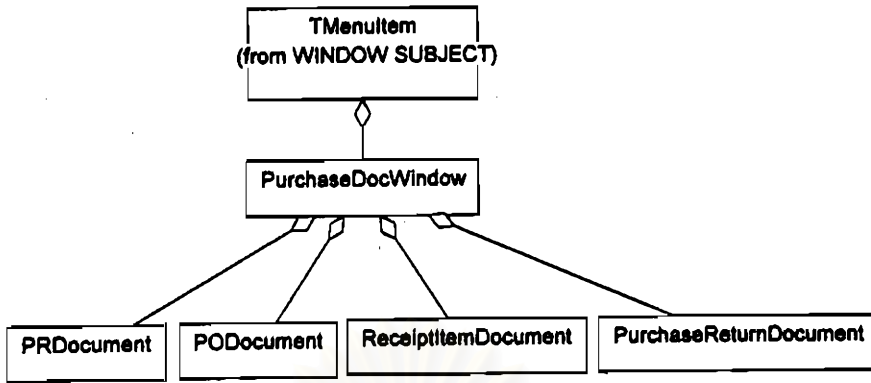 TMenuItem
(from WINDOW SUBJECT)
PurchaseDocWindow
PRDocument
PODocument
ReceiptItemDocument
PurchaseReturnDocument